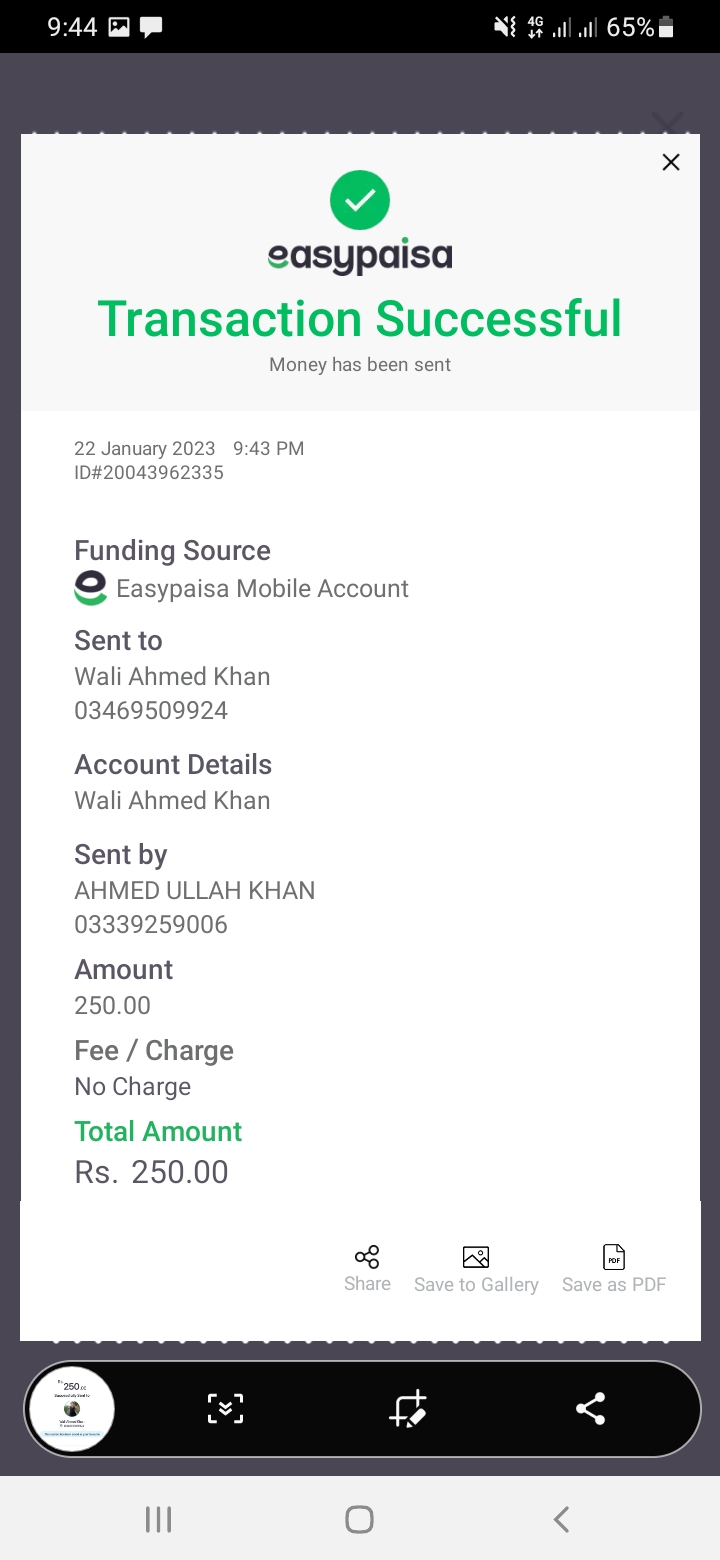 9:44 4G 65%
easypaisa
Transaction Successful
Money has been sent
22 January 2023 9:43 PM
ID#20043962335
Funding Source
Easypaisa Mobile Account
Sent to
Wali Ahmed Khan
03469509924
Account Details
Wali Ahmed Khan
Sent by
AHMED ULLAH KHAN
03339259006
Amount
250.00
Fee / Charge
No Charge
Total Amount
Rs. 250.00
PDF
Share Save to Gallery Save as PDF
Rs. 250.00